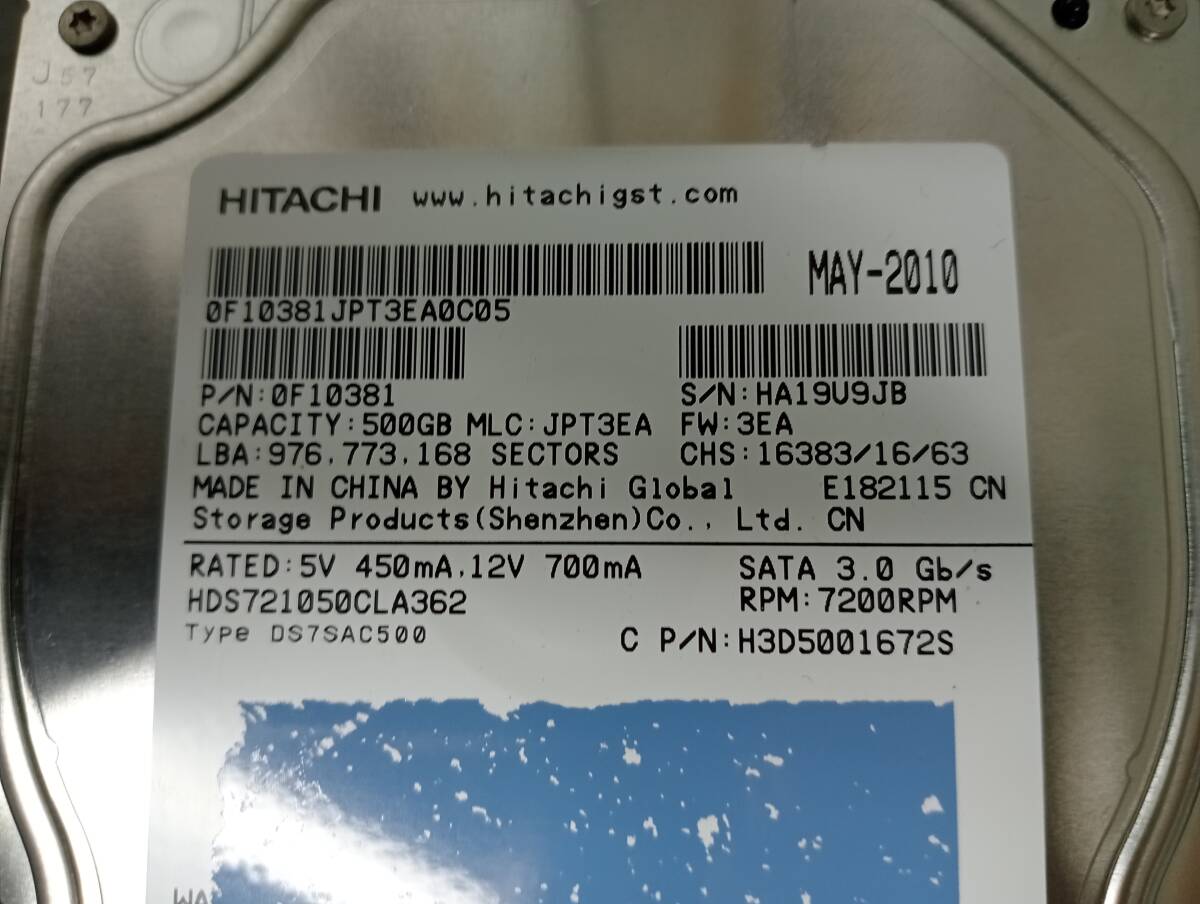 J57
177
HITACHI www.hitachigst.com
MAY-2010
0F10381JPT3EA0C05
P/N:0F10381 S/N:HA19U9JB
CAPACITY:500GB MLC:JPT3EA FW:3EA
LBA:976,773,168 SECTORS CHS:16383/16/63
MADE IN CHINA BY Hitachi Global E182115 CN
Storage Products(Shenzhen)Co., Ltd. CN
RATED:5V 450mA,12V 700mA SATA 3.0 Gb/s
HDS721050CLA362 RPM:7200RPM
Type DS7SAC500 C P/N:H3D5001672S